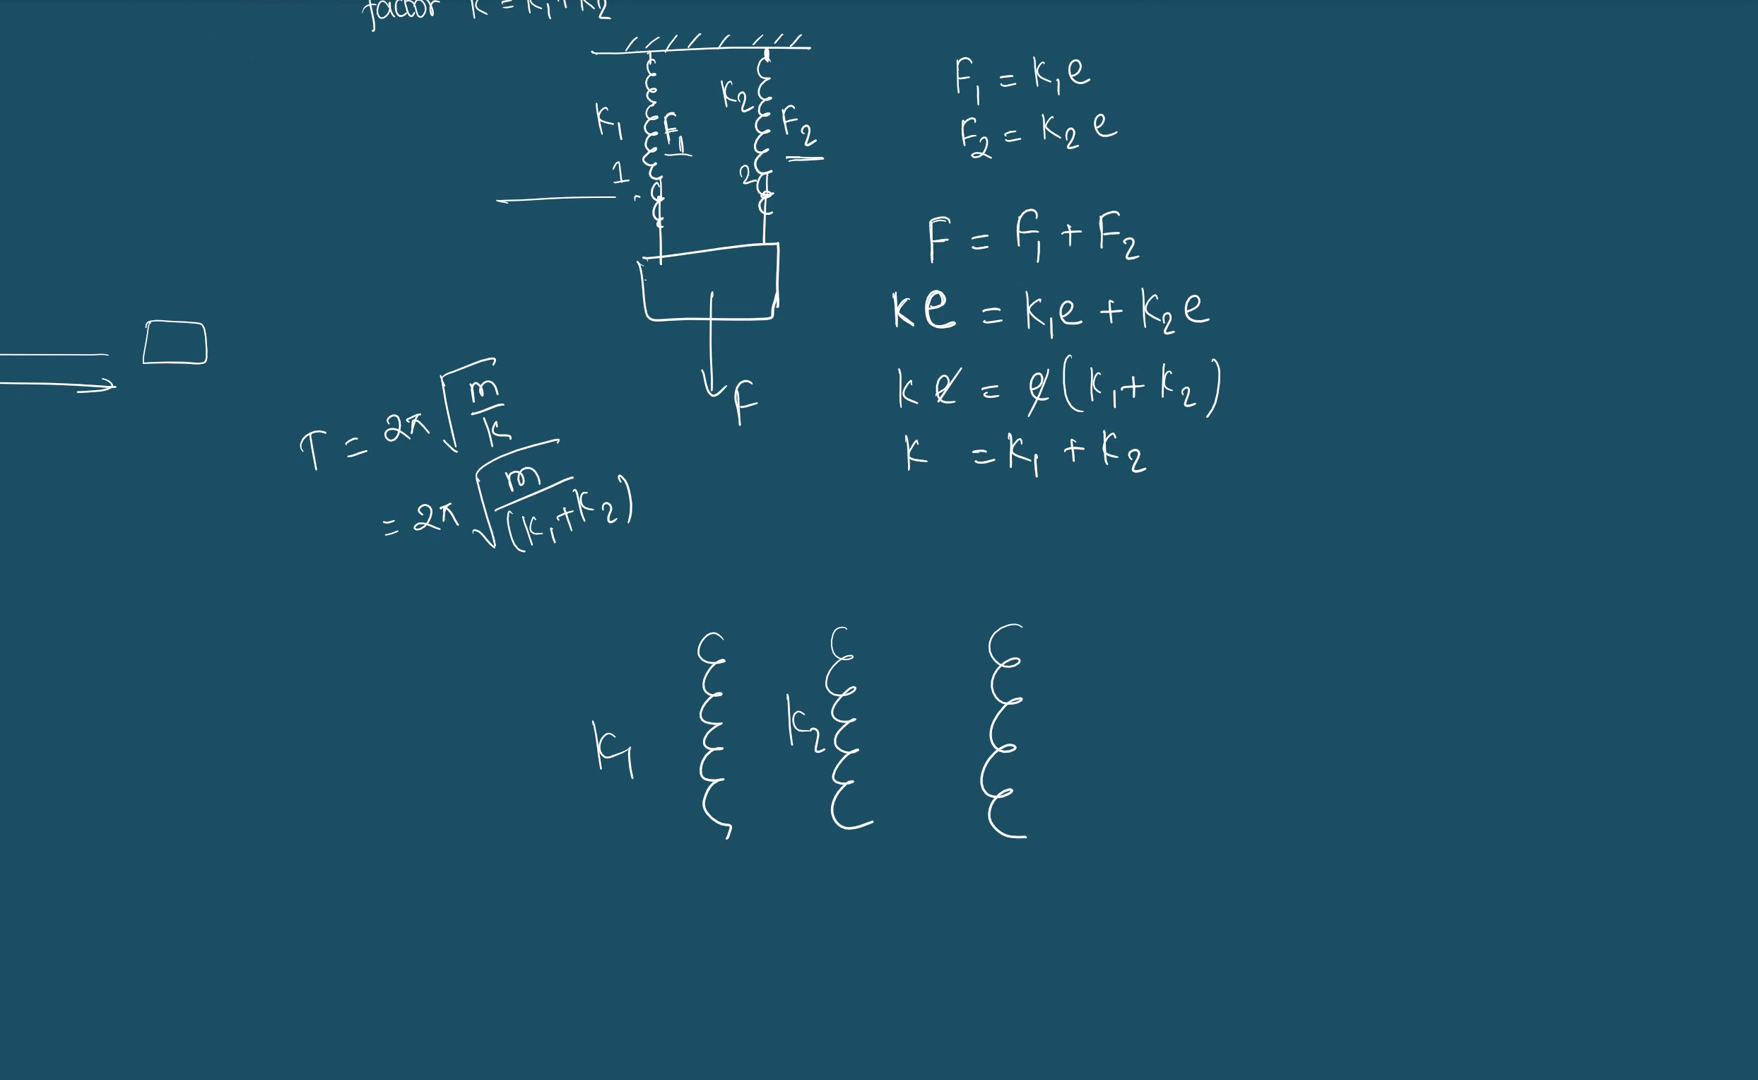 factor K = K₁ + K₂
K₁ F₁ K₂ F₂
1 2
F
F₁ = K₁e
F₂ = K₂e
F = F₁ + F₂
Ke = K₁e + K₂e
Ke = e(K₁ + K₂)
K = K₁ + K₂
T = 2π√(m/K)
= 2π√(m/(K₁+K₂))
K₁ K₂